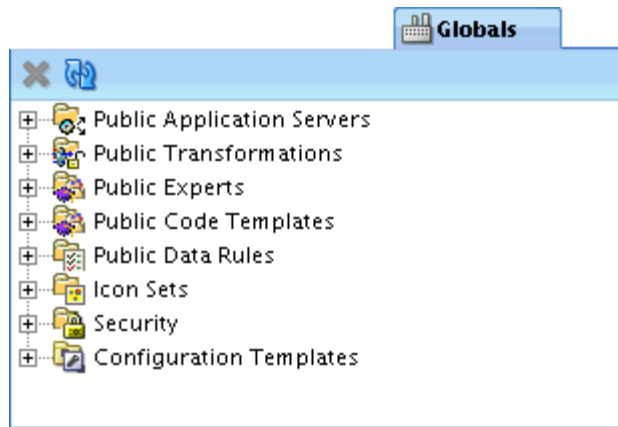 Globals
Public Application Servers
Public Transformations
Public Experts
Public Code Templates
Public Data Rules
Icon Sets
Security
Configuration Templates